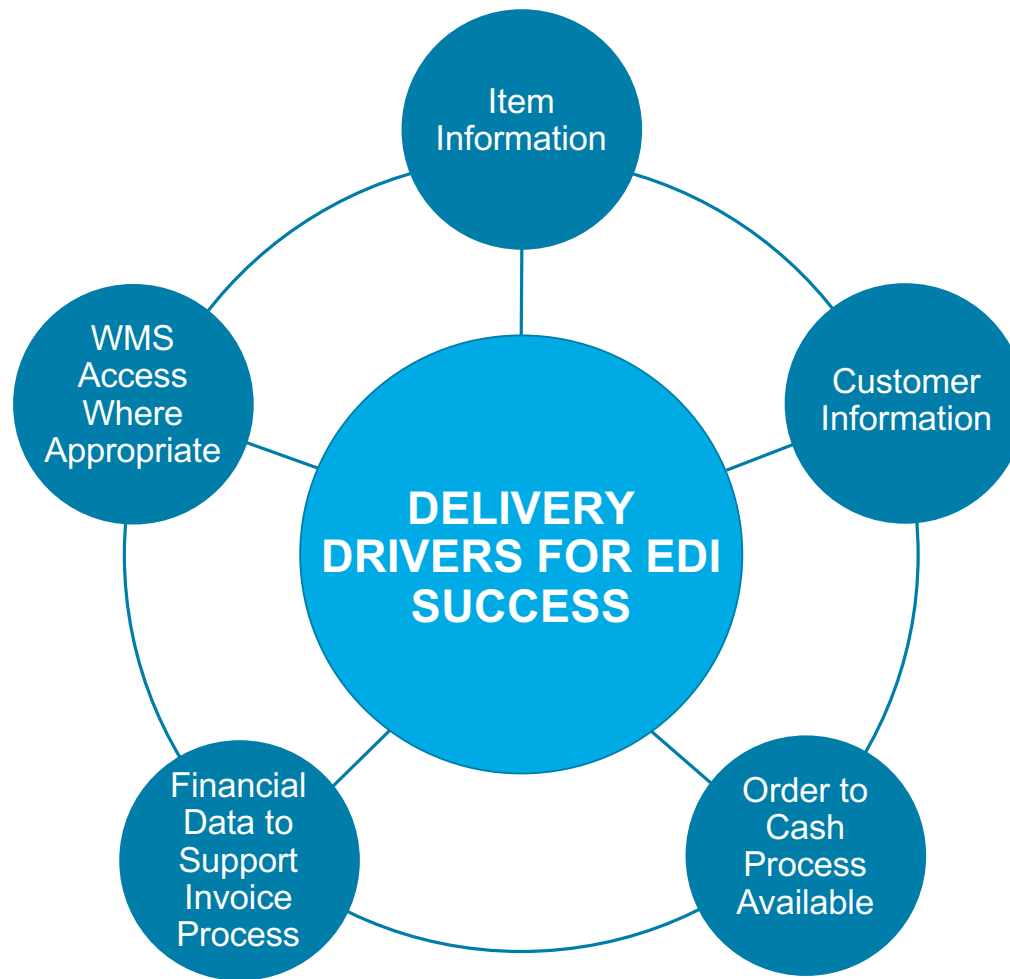 Item
Information
WMS
Access
Where
Appropriate
Customer
Information
DELIVERY
DRIVERS FOR EDI
SUCCESS
Financial
Data to
Support
Invoice
Process
Order to
Cash
Process
Available